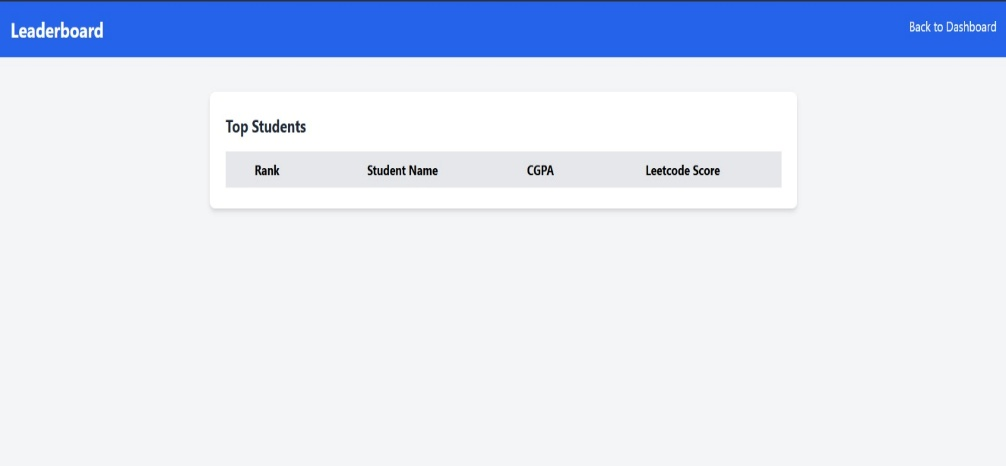 Leaderboard
Back to Dashboard
Top Students
Rank Student Name CGPA Leetcode Score